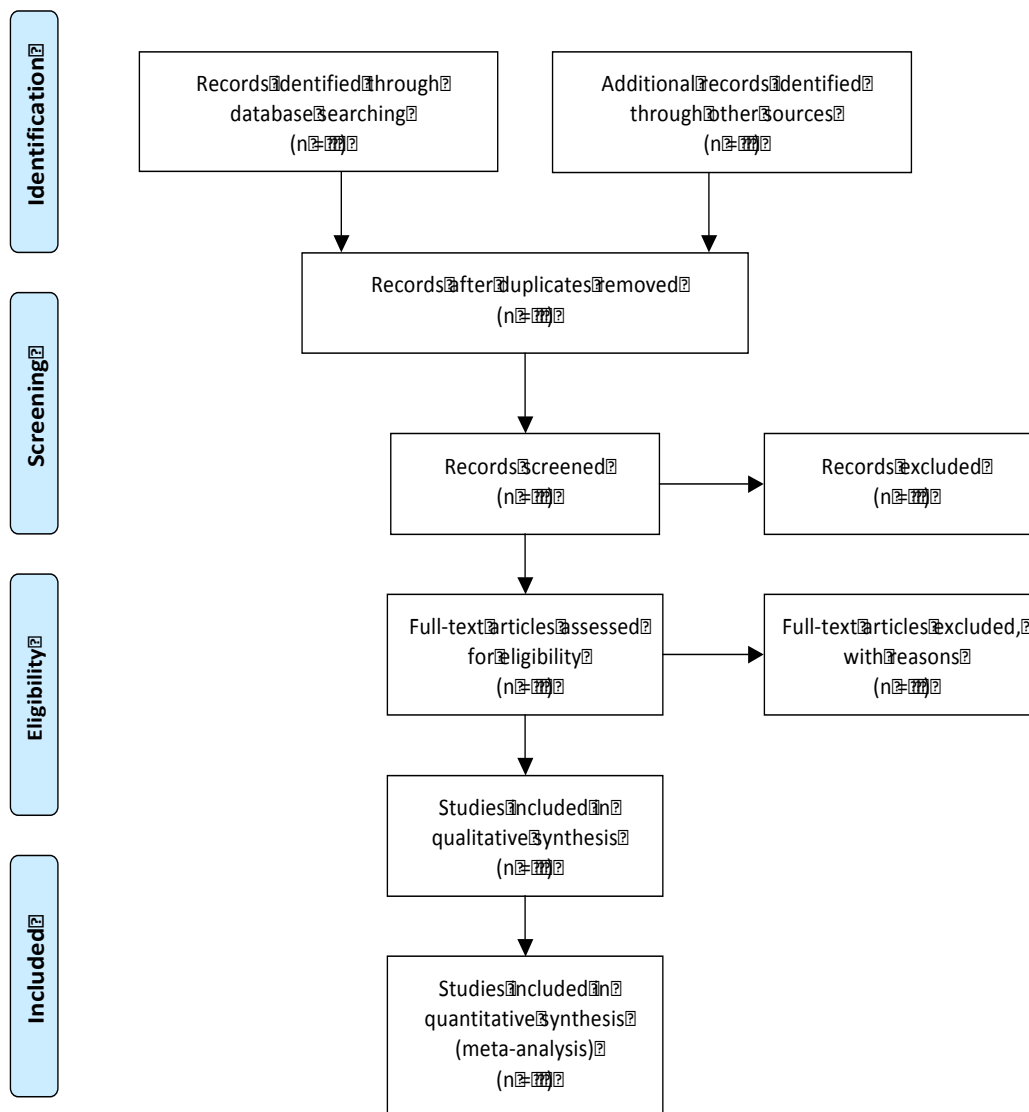 Identification
Records identified through
database searching
(n = )
Additional records identified
through other sources
(n = )
Records after duplicates removed
(n = )
Screening
Records screened
(n = )
Records excluded
(n = )
Eligibility
Full-text articles assessed
for eligibility
(n = )
Full-text articles excluded,
with reasons
(n = )
Studies included in
qualitative synthesis
(n = )
Included
Studies included in
quantitative synthesis
(meta-analysis)
(n = )